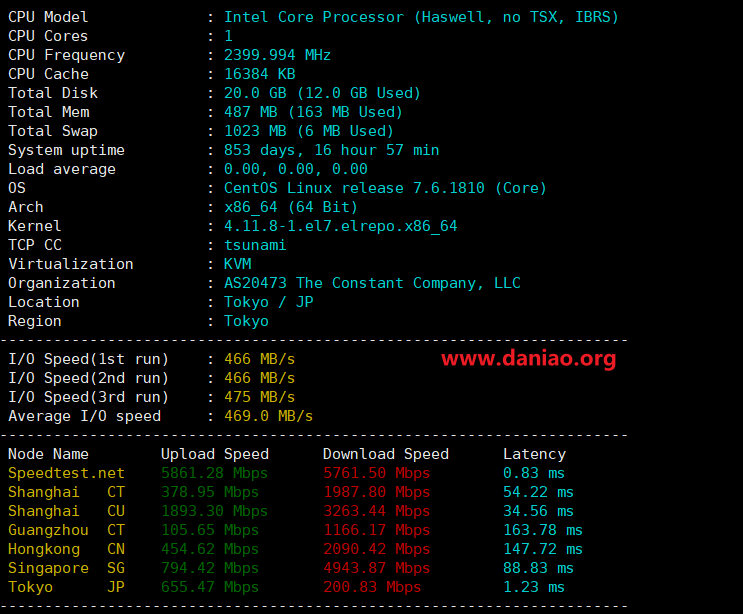 CPU Model : Intel Core Processor (Haswell, no TSX, IBRS)
CPU Cores : 1
CPU Frequency : 2399.994 MHz
CPU Cache : 16384 KB
Total Disk : 20.0 GB (12.0 GB Used)
Total Mem : 487 MB (163 MB Used)
Total Swap : 1023 MB (6 MB Used)
System uptime : 853 days, 16 hour 57 min
Load average : 0.00, 0.00, 0.00
OS : CentOS Linux release 7.6.1810 (Core)
Arch : x86_64 (64 Bit)
Kernel : 4.11.8-1.el7.elrepo.x86_64
TCP CC : tsunami
Virtualization : KVM
Organization : AS20473 The Constant Company, LLC
Location : Tokyo / JP
Region : Tokyo
----------------------------------------------------------------------
I/O Speed(1st run) : 466 MB/s
www.daniao.org
I/O Speed(2nd run) : 466 MB/s
I/O Speed(3rd run) : 475 MB/s
Average I/O speed : 469.0 MB/s
----------------------------------------------------------------------
Node Name Upload Speed Download Speed Latency
Speedtest.net 5861.28 Mbps 5761.50 Mbps 0.83 ms
Shanghai CT 378.95 Mbps 1987.80 Mbps 54.22 ms
Shanghai CU 1893.30 Mbps 3263.44 Mbps 34.56 ms
Guangzhou CT 105.65 Mbps 1166.17 Mbps 163.78 ms
Hongkong CN 454.62 Mbps 2090.42 Mbps 147.72 ms
Singapore SG 794.42 Mbps 4943.87 Mbps 88.83 ms
Tokyo JP 655.47 Mbps 200.83 Mbps 1.23 ms
----------------------------------------------------------------------